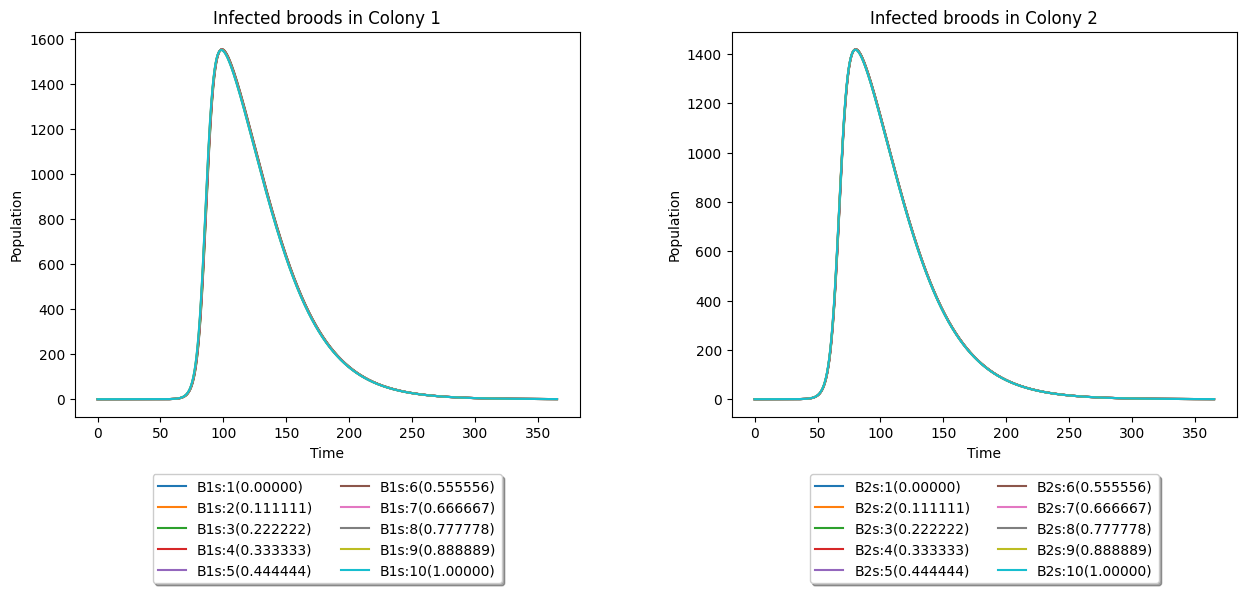 Infected broods in Colony 1
1600
1400
1200
1000
800
600
400
200
0
Population
0 50 100 150 200 250 300 350
Time
B1s:1(0.00000) B1s:6(0.555556)
B1s:2(0.111111) B1s:7(0.666667)
B1s:3(0.222222) B1s:8(0.777778)
B1s:4(0.333333) B1s:9(0.888889)
B1s:5(0.444444) B1s:10(1.00000)
Infected broods in Colony 2
1400
1200
1000
800
600
400
200
0
Population
0 50 100 150 200 250 300 350
Time
B2s:1(0.00000) B2s:6(0.555556)
B2s:2(0.111111) B2s:7(0.666667)
B2s:3(0.222222) B2s:8(0.777778)
B2s:4(0.333333) B2s:9(0.888889)
B2s:5(0.444444) B2s:10(1.00000)